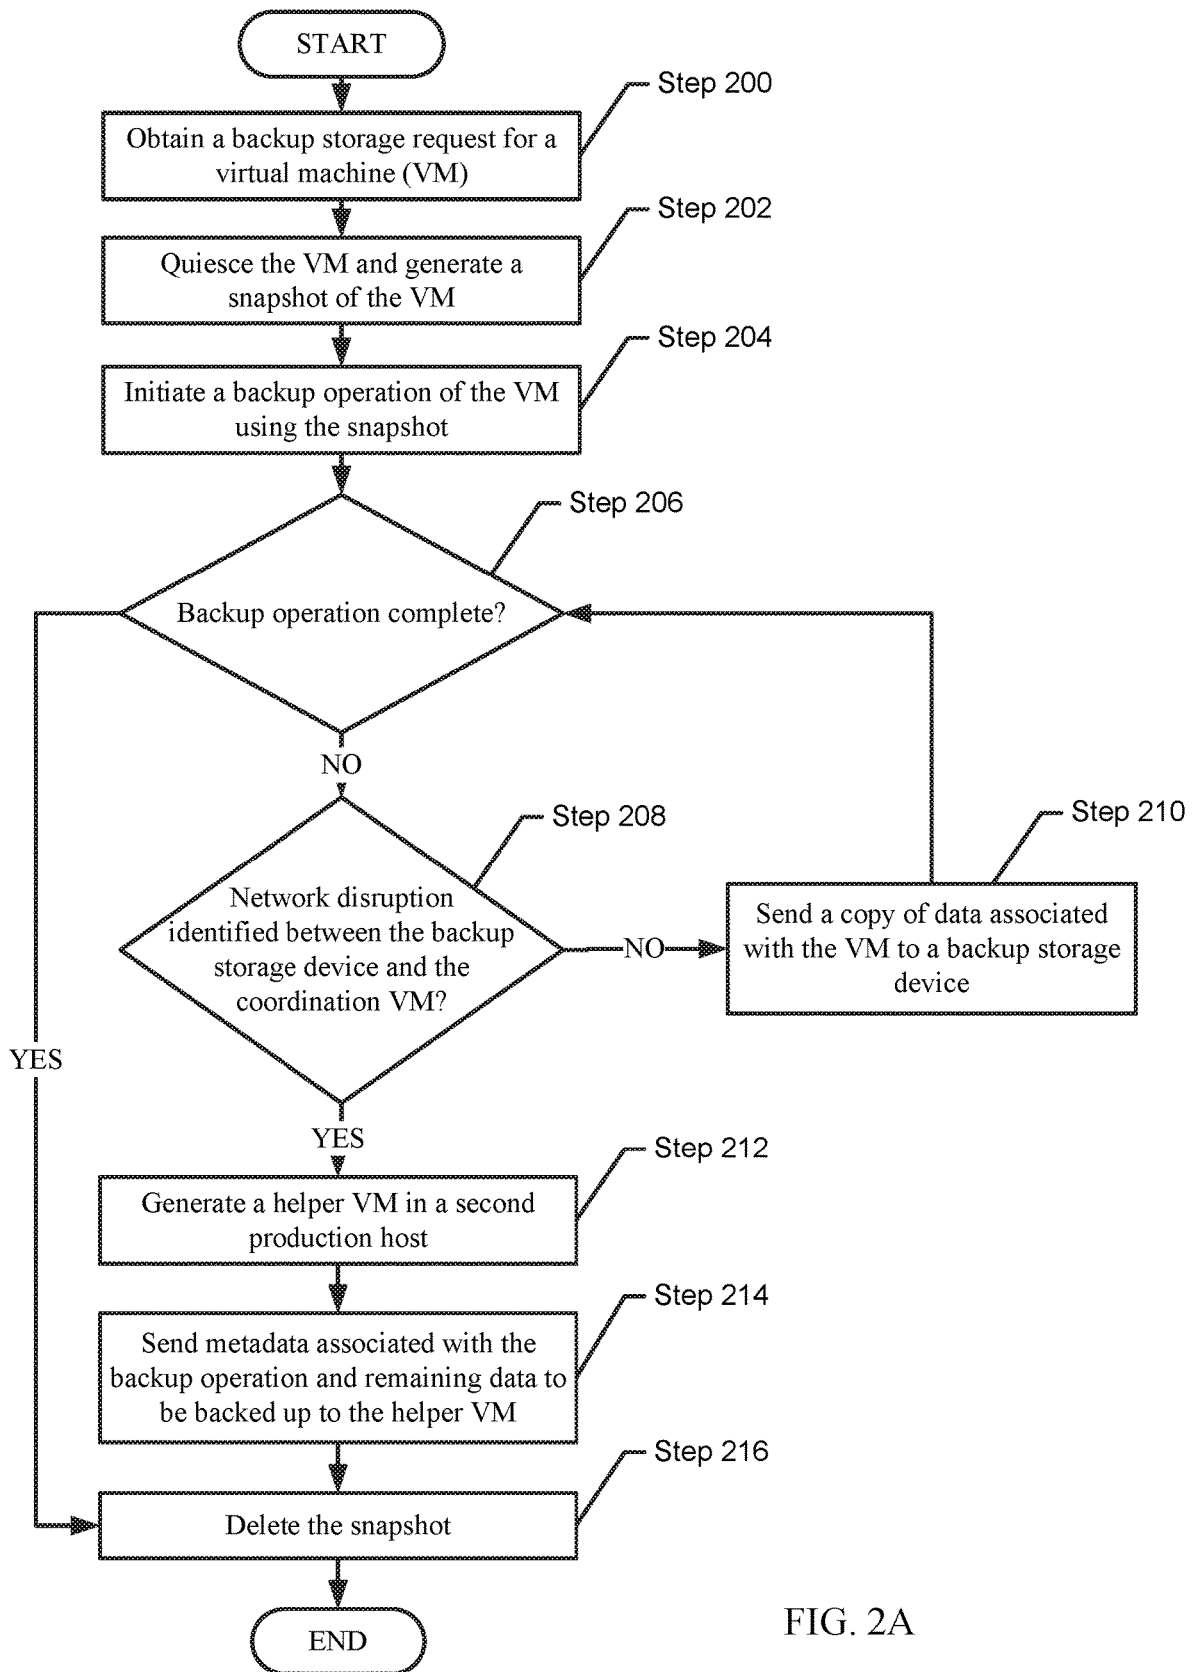 START
Step 200
Obtain a backup storage request for a
virtual machine (VM)
Step 202
Quiesce the VM and generate a
snapshot of the VM
Step 204
Initiate a backup operation of the VM
using the snapshot
Step 206
Backup operation complete?
NO
Step 208
Step 210
Network disruption
identified between the backup
storage device and the
coordination VM?
NO
Send a copy of data associated
with the VM to a backup storage
device
YES
YES
Step 212
Generate a helper VM in a second
production host
Step 214
Send metadata associated with the
backup operation and remaining data to
be backed up to the helper VM
Step 216
Delete the snapshot
END
FIG. 2A